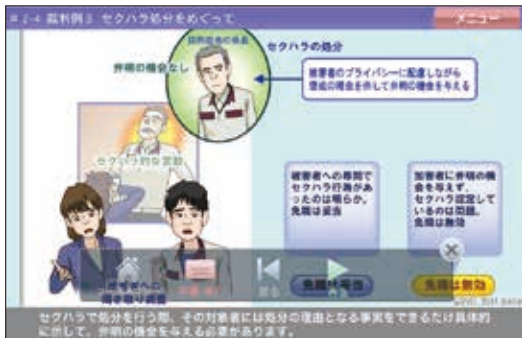 2-4 裁判例3 セクハラ処分をめぐって
メニュー
セクハラの処分
弁明の機会なし
被害者のプライバシーに配慮しながら
懲戒の理由を示して弁明の機会を与える
セクハラ的な言動
被害者への尋問で
セクハラ行為があ
ったのは明らか。
免職は妥当
加害者に弁明の機
会を与えず、
セクハラ認定して
いるのは問題。
免職は無効
聞き取り調査
戻る
免職は妥当
免職は無効
セクハラで処分を行う際、その対象者には処分の理由となる事実をできるだけ具体的
に示して、弁明の機会を与える必要があります。